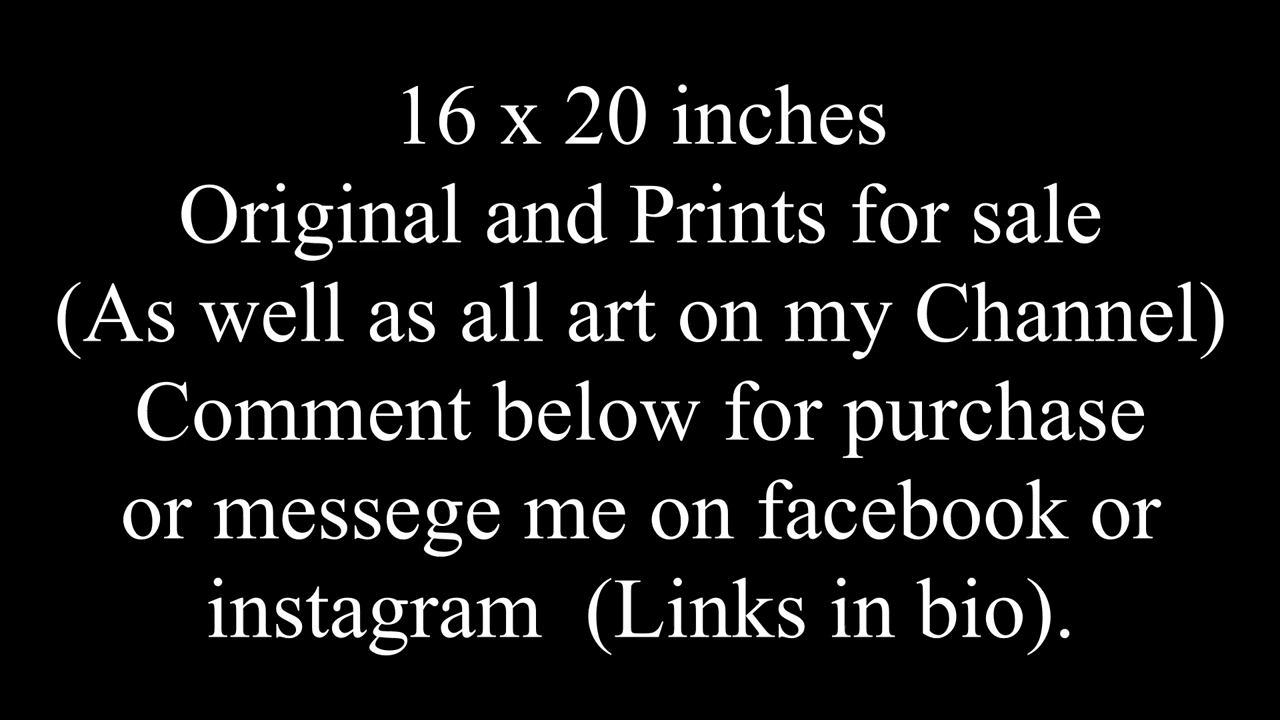 16 x 20 inches
Original and Prints for sale
(As well as all art on my Channel)
Comment below for purchase
or messege me on facebook or
instagram  (Links in bio).